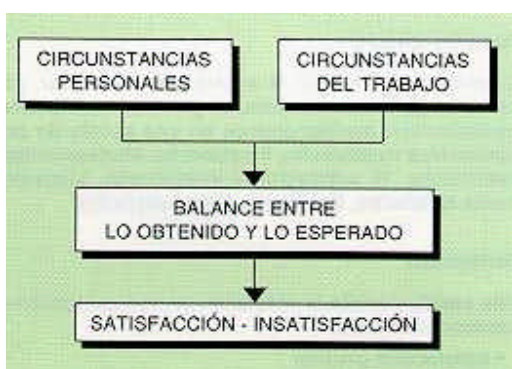 CIRCUNSTANCIAS
PERSONALES
CIRCUNSTANCIAS
DEL TRABAJO
BALANCE ENTRE
LO OBTENIDO Y LO ESPERADO
SATISFACCIÓN - INSATISFACCIÓN